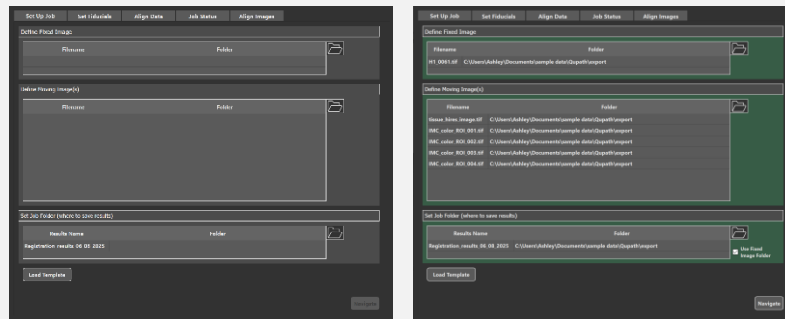 Set Up Job Set Fiducials Align Data Job Status Align Images
Define Fixed Image
Filename Folder
Define Moving Image(s)
Filename Folder
Set Job Folder (where to save results)
Results Name Folder
Registration_results_06_08_2025
Load Template
Navigate
Set Up Job Set Fiducials Align Data Job Status Align Images
Define Fixed Image
Filename Folder
H1_0061.tif C:\Users\Ashley\Documents\sample data\Qupath\export
Define Moving Image(s)
Filename Folder
tissue_hires_image.tif C:\Users\Ashley\Documents\sample data\Qupath\export
IMC_color_ROI_001.tif C:\Users\Ashley\Documents\sample data\Qupath\export
IMC_color_ROI_002.tif C:\Users\Ashley\Documents\sample data\Qupath\export
IMC_color_ROI_003.tif C:\Users\Ashley\Documents\sample data\Qupath\export
IMC_color_ROI_004.tif C:\Users\Ashley\Documents\sample data\Qupath\export
Set Job Folder (where to save results)
Results Name Folder
Registration_results_06_08_2025 C:\Users\Ashley\Documents\sample data\Qupath\export
Use Fixed
Image Folder
Load Template
Navigate